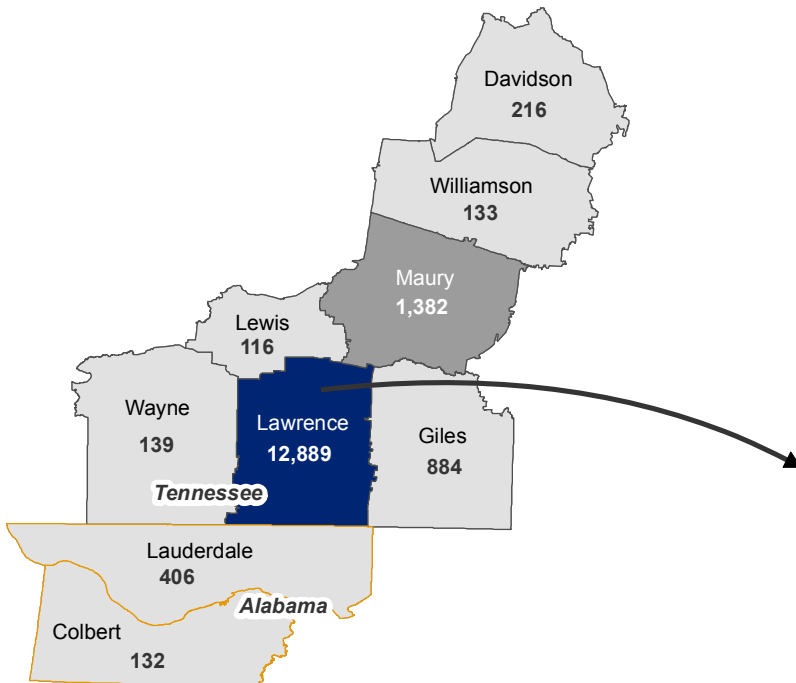 Davidson
216
Williamson
133
Maury
1,382
Lewis
116
Wayne
139
Lawrence
12,889
Giles
884
Tennessee
Lauderdale
406
Alabama
Colbert
132